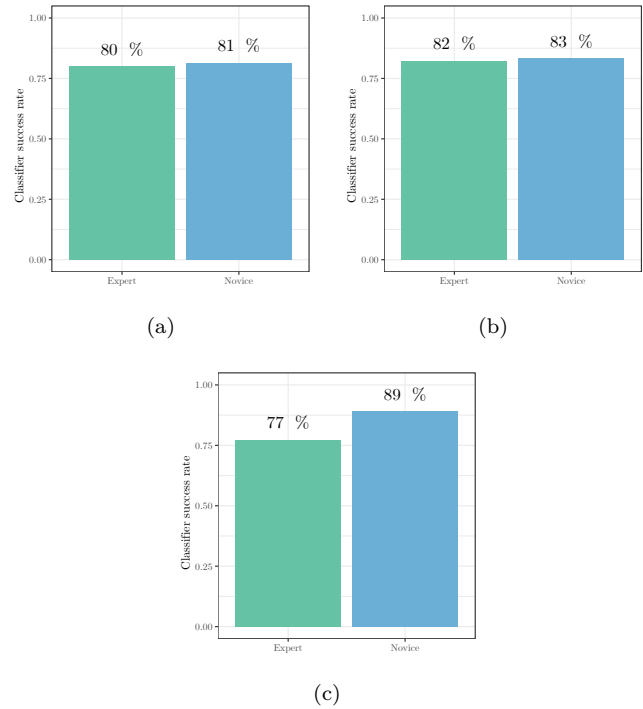 1.00
0.75
0.50
0.25
0.00
Classifier success rate
80 %
81 %
Expert
Novice
(a)
1.00
0.75
0.50
0.25
0.00
Classifier success rate
82 %
83 %
Expert
Novice
(b)
1.00
0.75
0.50
0.25
0.00
Classifier success rate
77 %
89 %
Expert
Novice
(c)